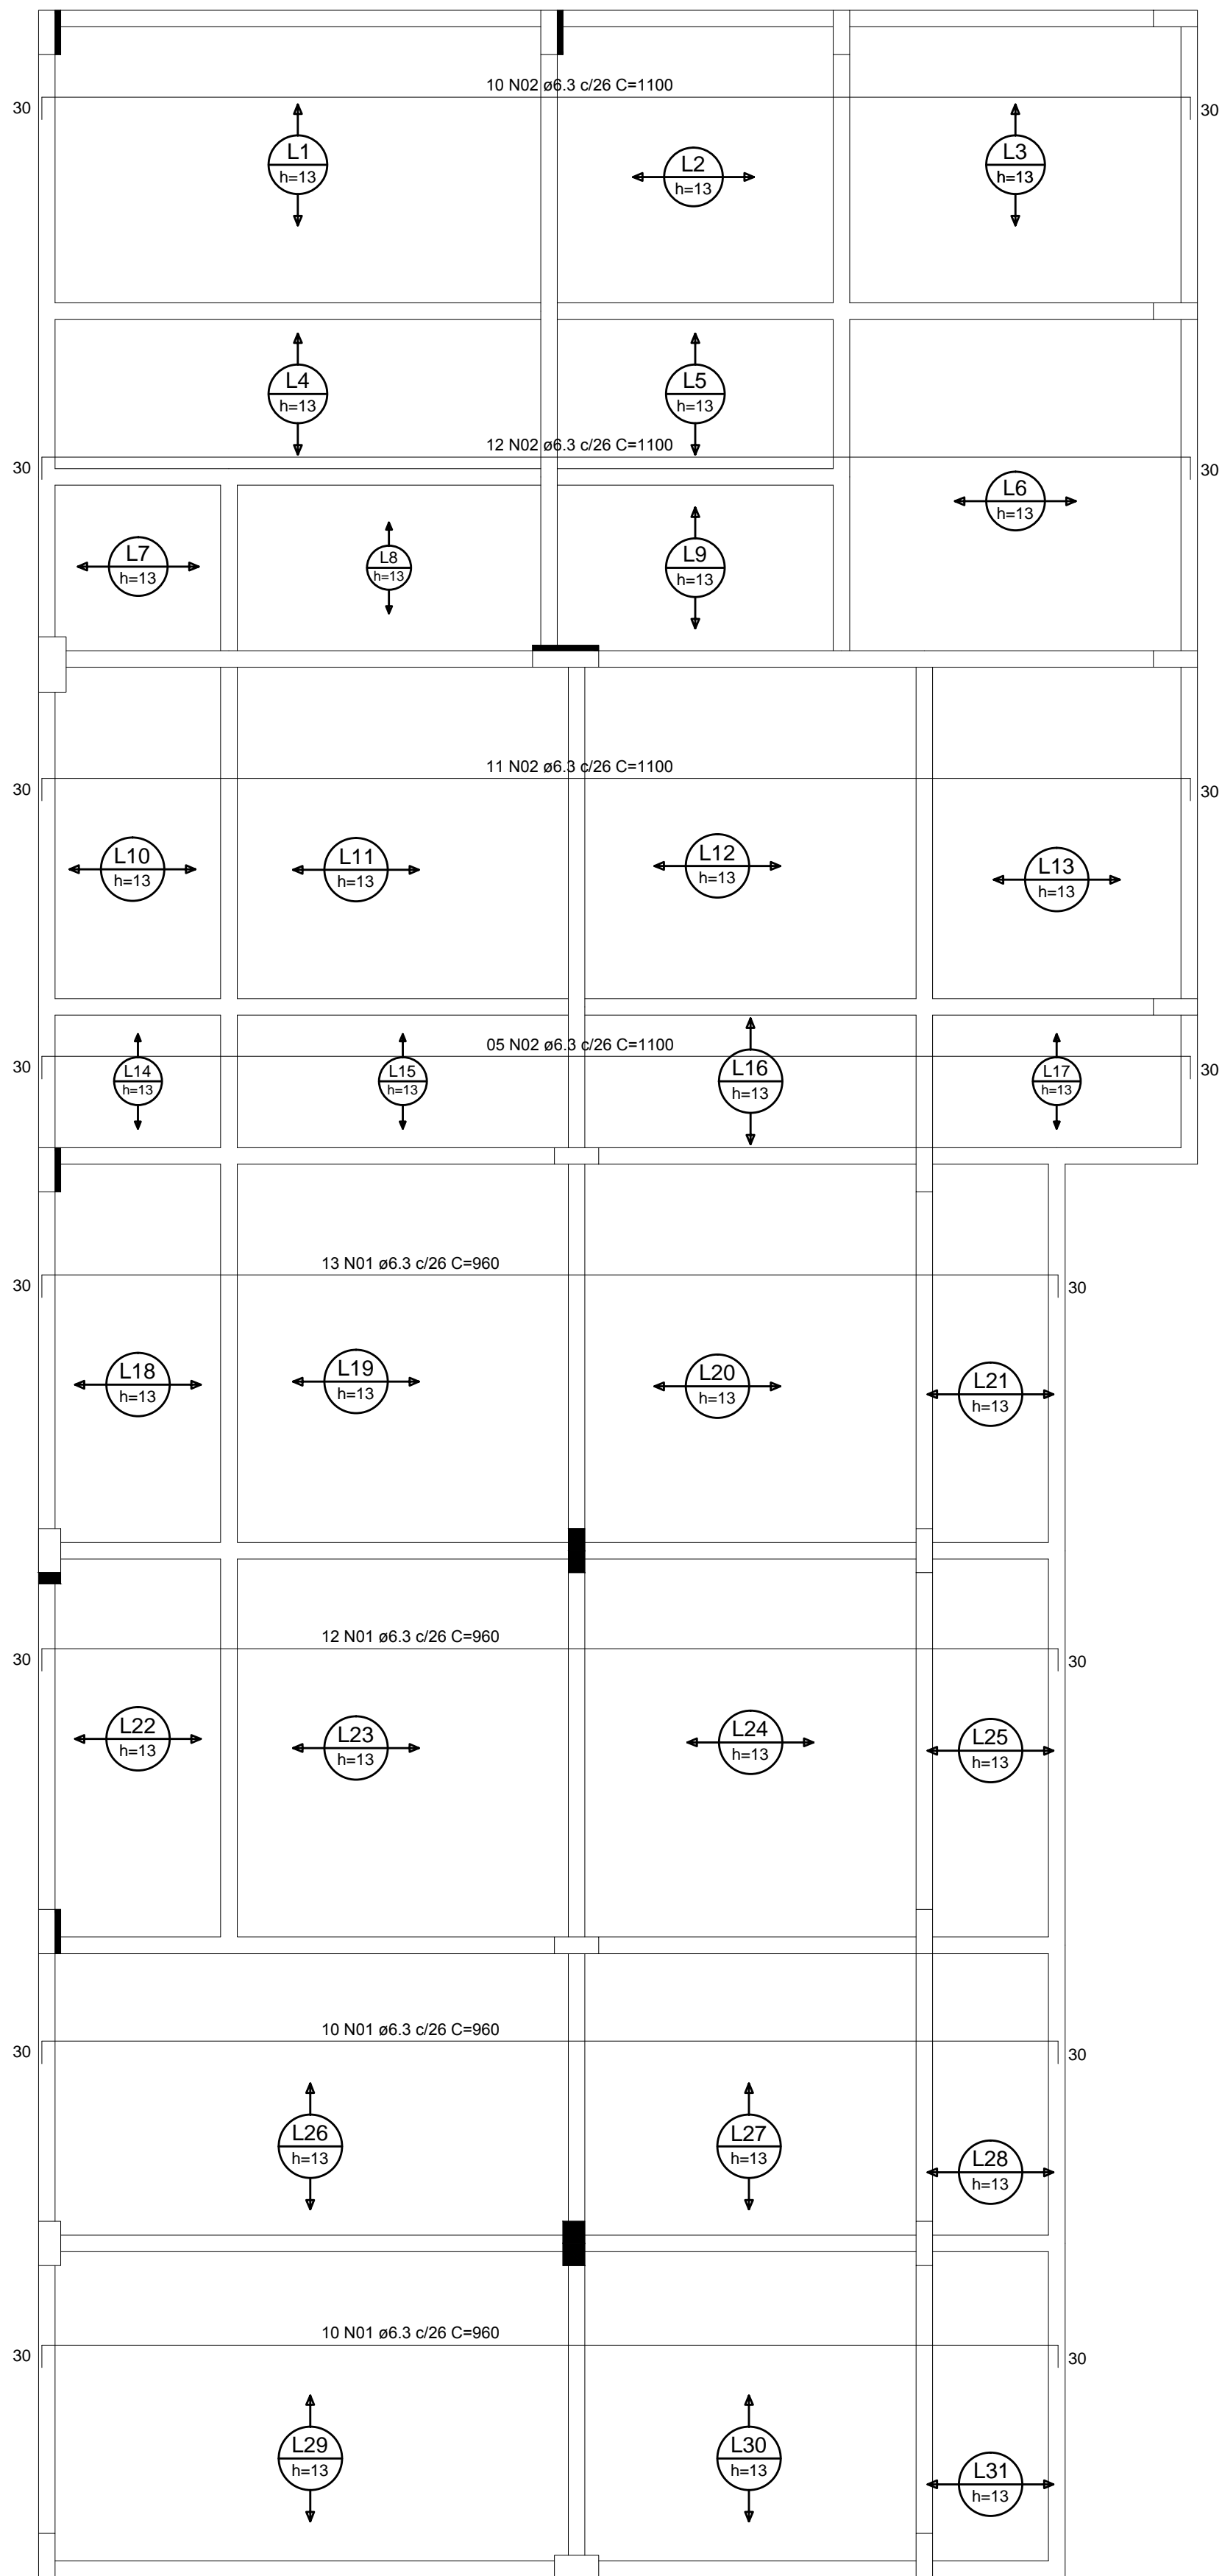 10 N02 ø6.3 c/26 C=1100
30
30
L1
h=13
L2
h=13
L3
h=13
L4
h=13
L5
h=13
12 N02 ø6.3 c/26 C=1100
30
30
L6
h=13
L7
h=13
L8
h=13
L9
h=13
11 N02 ø6.3 c/26 C=1100
30
30
L10
h=13
L11
h=13
L12
h=13
L13
h=13
05 N02 ø6.3 c/26 C=1100
30
30
L14
h=13
L15
h=13
L16
h=13
L17
h=13
13 N01 ø6.3 c/26 C=960
30
30
L18
h=13
L19
h=13
L20
h=13
L21
h=13
12 N01 ø6.3 c/26 C=960
30
30
L22
h=13
L23
h=13
L24
h=13
L25
h=13
10 N01 ø6.3 c/26 C=960
30
30
L26
h=13
L27
h=13
L28
h=13
10 N01 ø6.3 c/26 C=960
30
30
L29
h=13
L30
h=13
L31
h=13